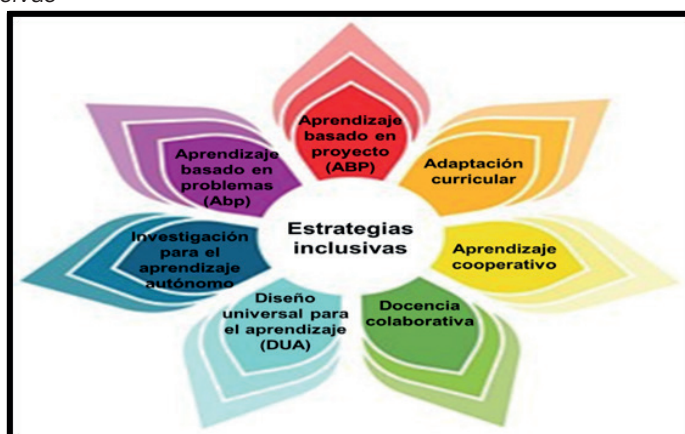 Aprendizaje
basado en
proyecto
(ABP)
Adaptación
curricular
Aprendizaje
cooperativo
Docencia
colaborativa
Diseño
universal para
el aprendizaje
(DUA)
Investigación
para el
aprendizaje
autónomo
Aprendizaje
basado en
problemas
(Abp)
Estrategias
inclusivas